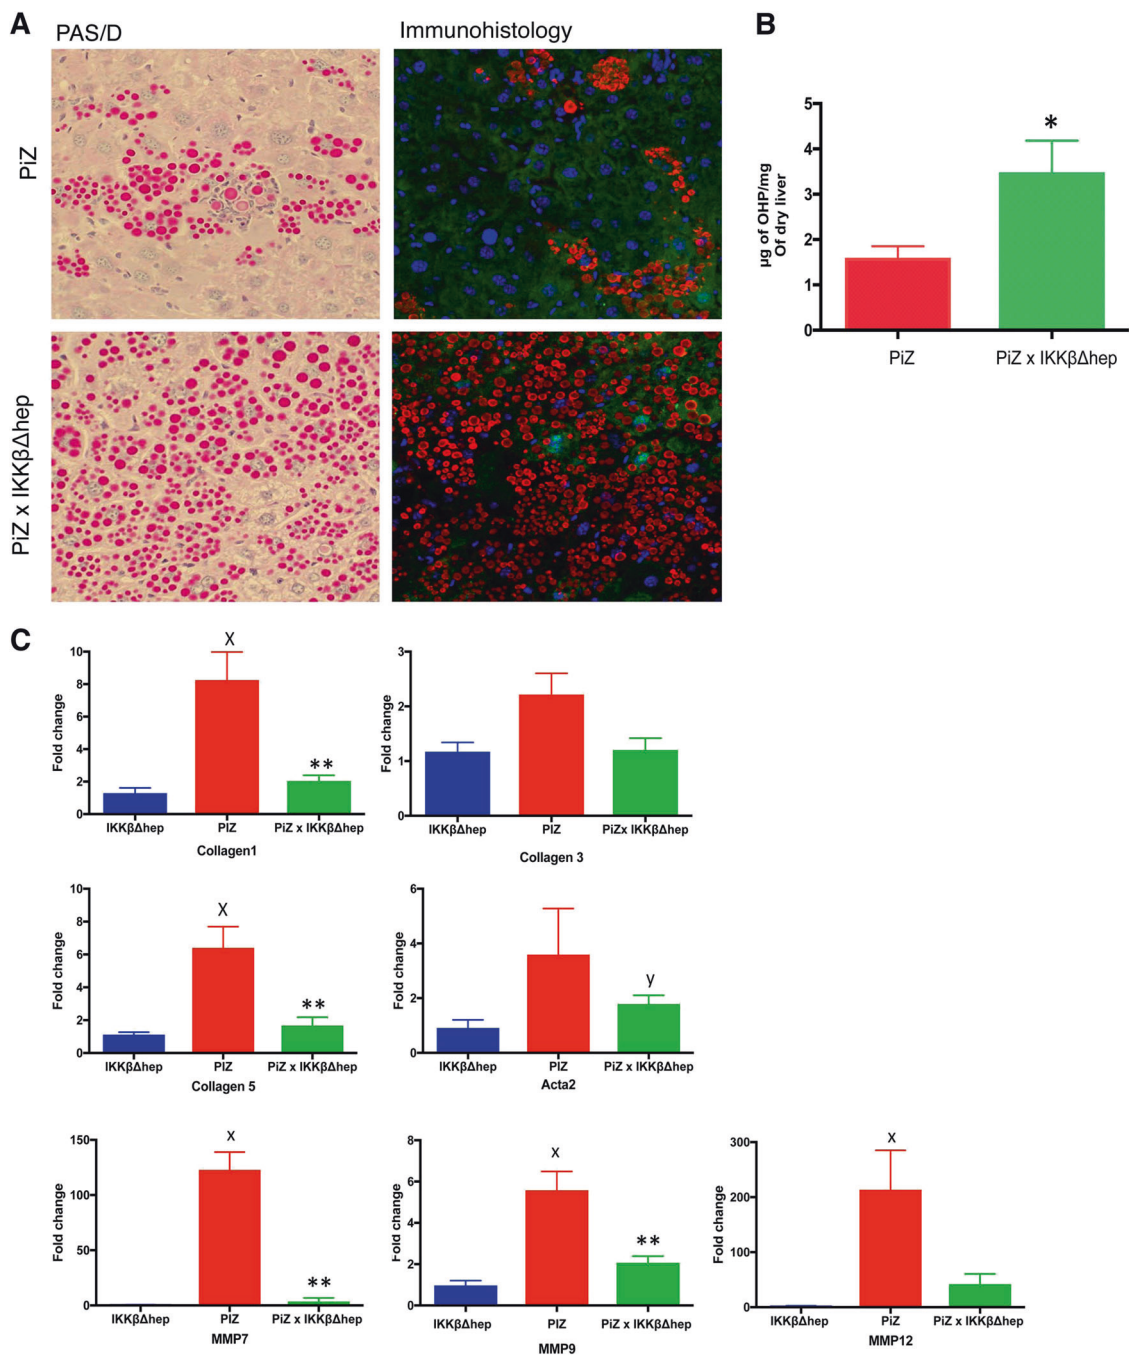 A
PAS/D
Immunohistology
B
PiZ
PiZ x IKKβΔhep
µg of OHP/mg
Of dry liver
5
4
3
2
1
0
*
PiZ
PiZ x IKKβΔhep
C
Fold change
10
8
6
4
2
0
X
**
IKKβΔhep
PIZ
PiZ x IKKβΔhep
Collagen1
Fold change
3
2
1
0
IKKβΔhep
PIZ
PiZx IKKβΔhep
Collagen 3
Fold change
10
8
6
4
2
0
X
**
IKKβΔhep
PIZ
PiZ x IKKβΔhep
Collagen 5
Fold change
6
4
2
0
y
IKKβΔhep
PIZ
PiZ x IKKβΔhep
Acta2
Fold change
150
100
50
0
x
**
IKKβΔhep
PIZ
PiZ x IKKβΔhep
MMP7
Fold change
8
6
4
2
0
x
**
IKKβΔhep
PIZ
PiZ x IKKβΔhep
MMP9
Fold change
300
200
100
0
x
IKKβΔhep
PiZ
PiZ x IKKβΔhep
MMP12